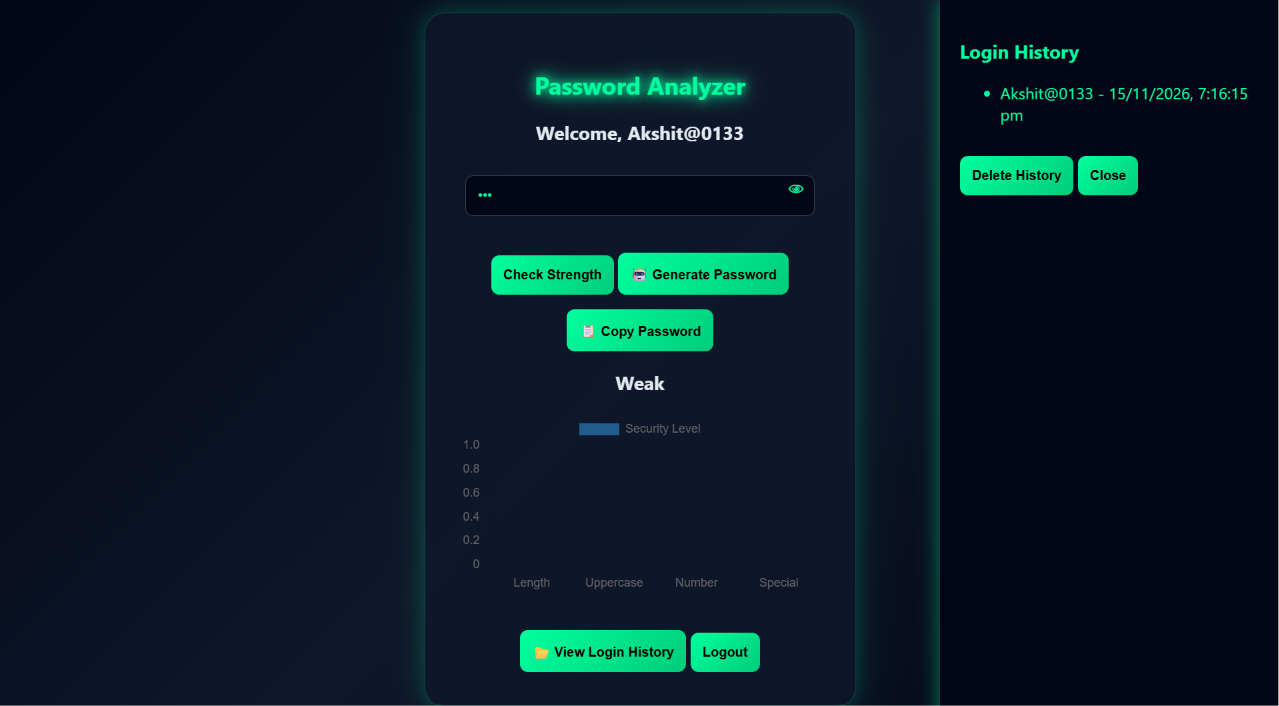 Password Analyzer
Welcome, Akshit@0133
•••
Check Strength
Generate Password
Copy Password
Weak
Security Level
1.0
0.8
0.6
0.4
0.2
0
Length Uppercase Number Special
View Login History
Logout
Login History
• Akshit@0133 - 15/11/2026, 7:16:15
pm
Delete History
Close